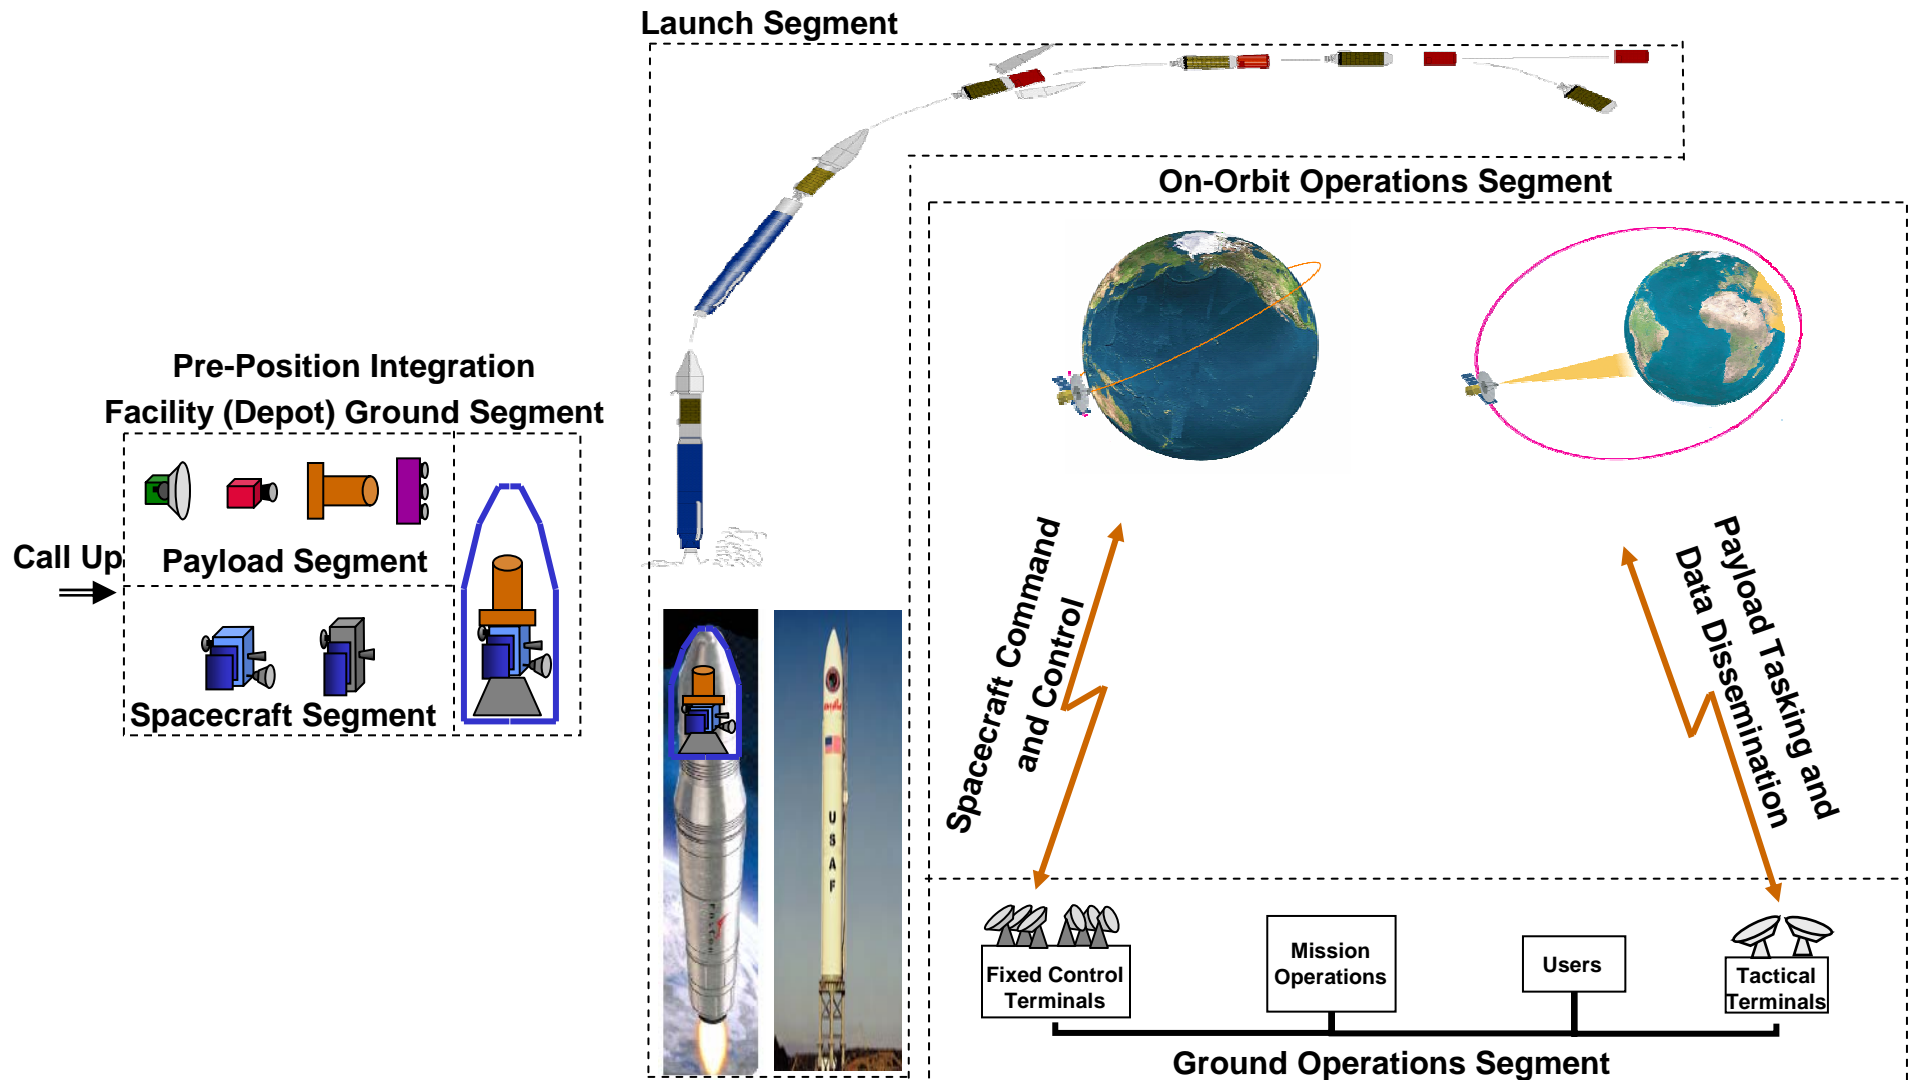 Launch Segment
On-Orbit Operations Segment
Pre-Position Integration
Facility (Depot) Ground Segment
Call Up
Payload Segment
Spacecraft Segment
Spacecraft Command
and Control
Payload Tasking and
Data Dissemination
U
S
A
F
Fixed Control
Terminals
Mission
Operations
Users
Tactical
Terminals
Ground Operations Segment